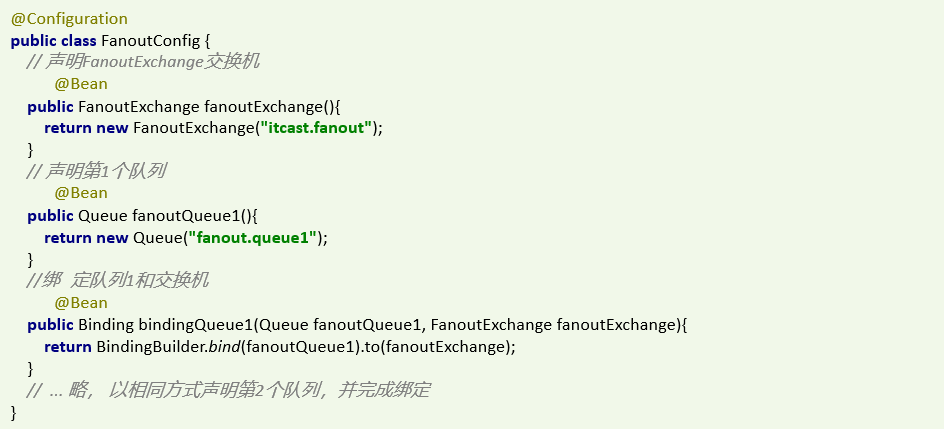 @Configuration
public class FanoutConfig {
    // 声明FanoutExchange交换机
        @Bean
    public FanoutExchange fanoutExchange(){
        return new FanoutExchange("itcast.fanout");
    }
    // 声明第1个队列
        @Bean
    public Queue fanoutQueue1(){
        return new Queue("fanout.queue1");
    }
    //绑 定队列1和交换机
        @Bean
    public Binding bindingQueue1(Queue fanoutQueue1, FanoutExchange fanoutExchange){
        return BindingBuilder.bind(fanoutQueue1).to(fanoutExchange);
    }
    // ... 略, 以相同方式声明第2个队列，并完成绑定
}